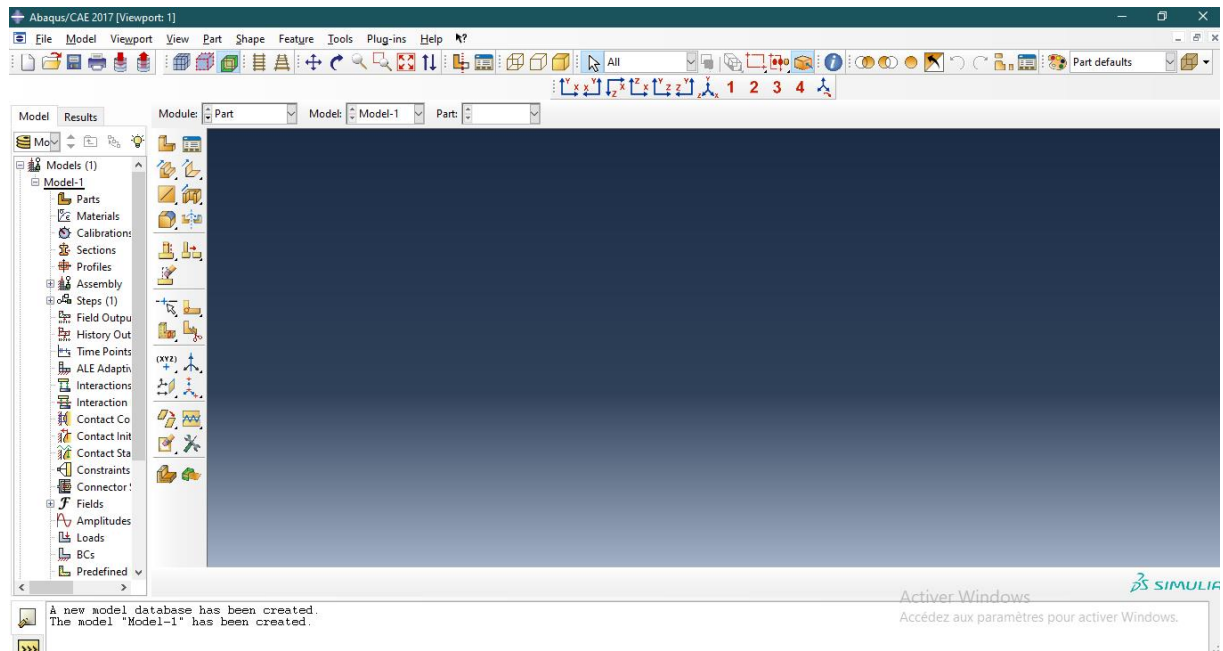 Abaqus/CAE 2017 [Viewport: 1]
File Model Viewport View Part Shape Feature Tools Plug-ins Help
All
Part defaults
1 2 3 4
Model Results
Module: Part Model: Model-1 Part:
Mo
Models (1)
Model-1
Parts
Materials
Calibrations
Sections
Profiles
Assembly
Steps (1)
Field Outpu
History Out
Time Points
ALE Adaptiv
Interactions
Interaction
Contact Co
Contact Init
Contact Sta
Constraints
Connector
Fields
Amplitudes
Loads
BCs
Predefined
(XYZ)
SIMULIA
A new model database has been created.
The model "Model-1" has been created.
Activer Windows
Accédez aux paramètres pour activer Windows.